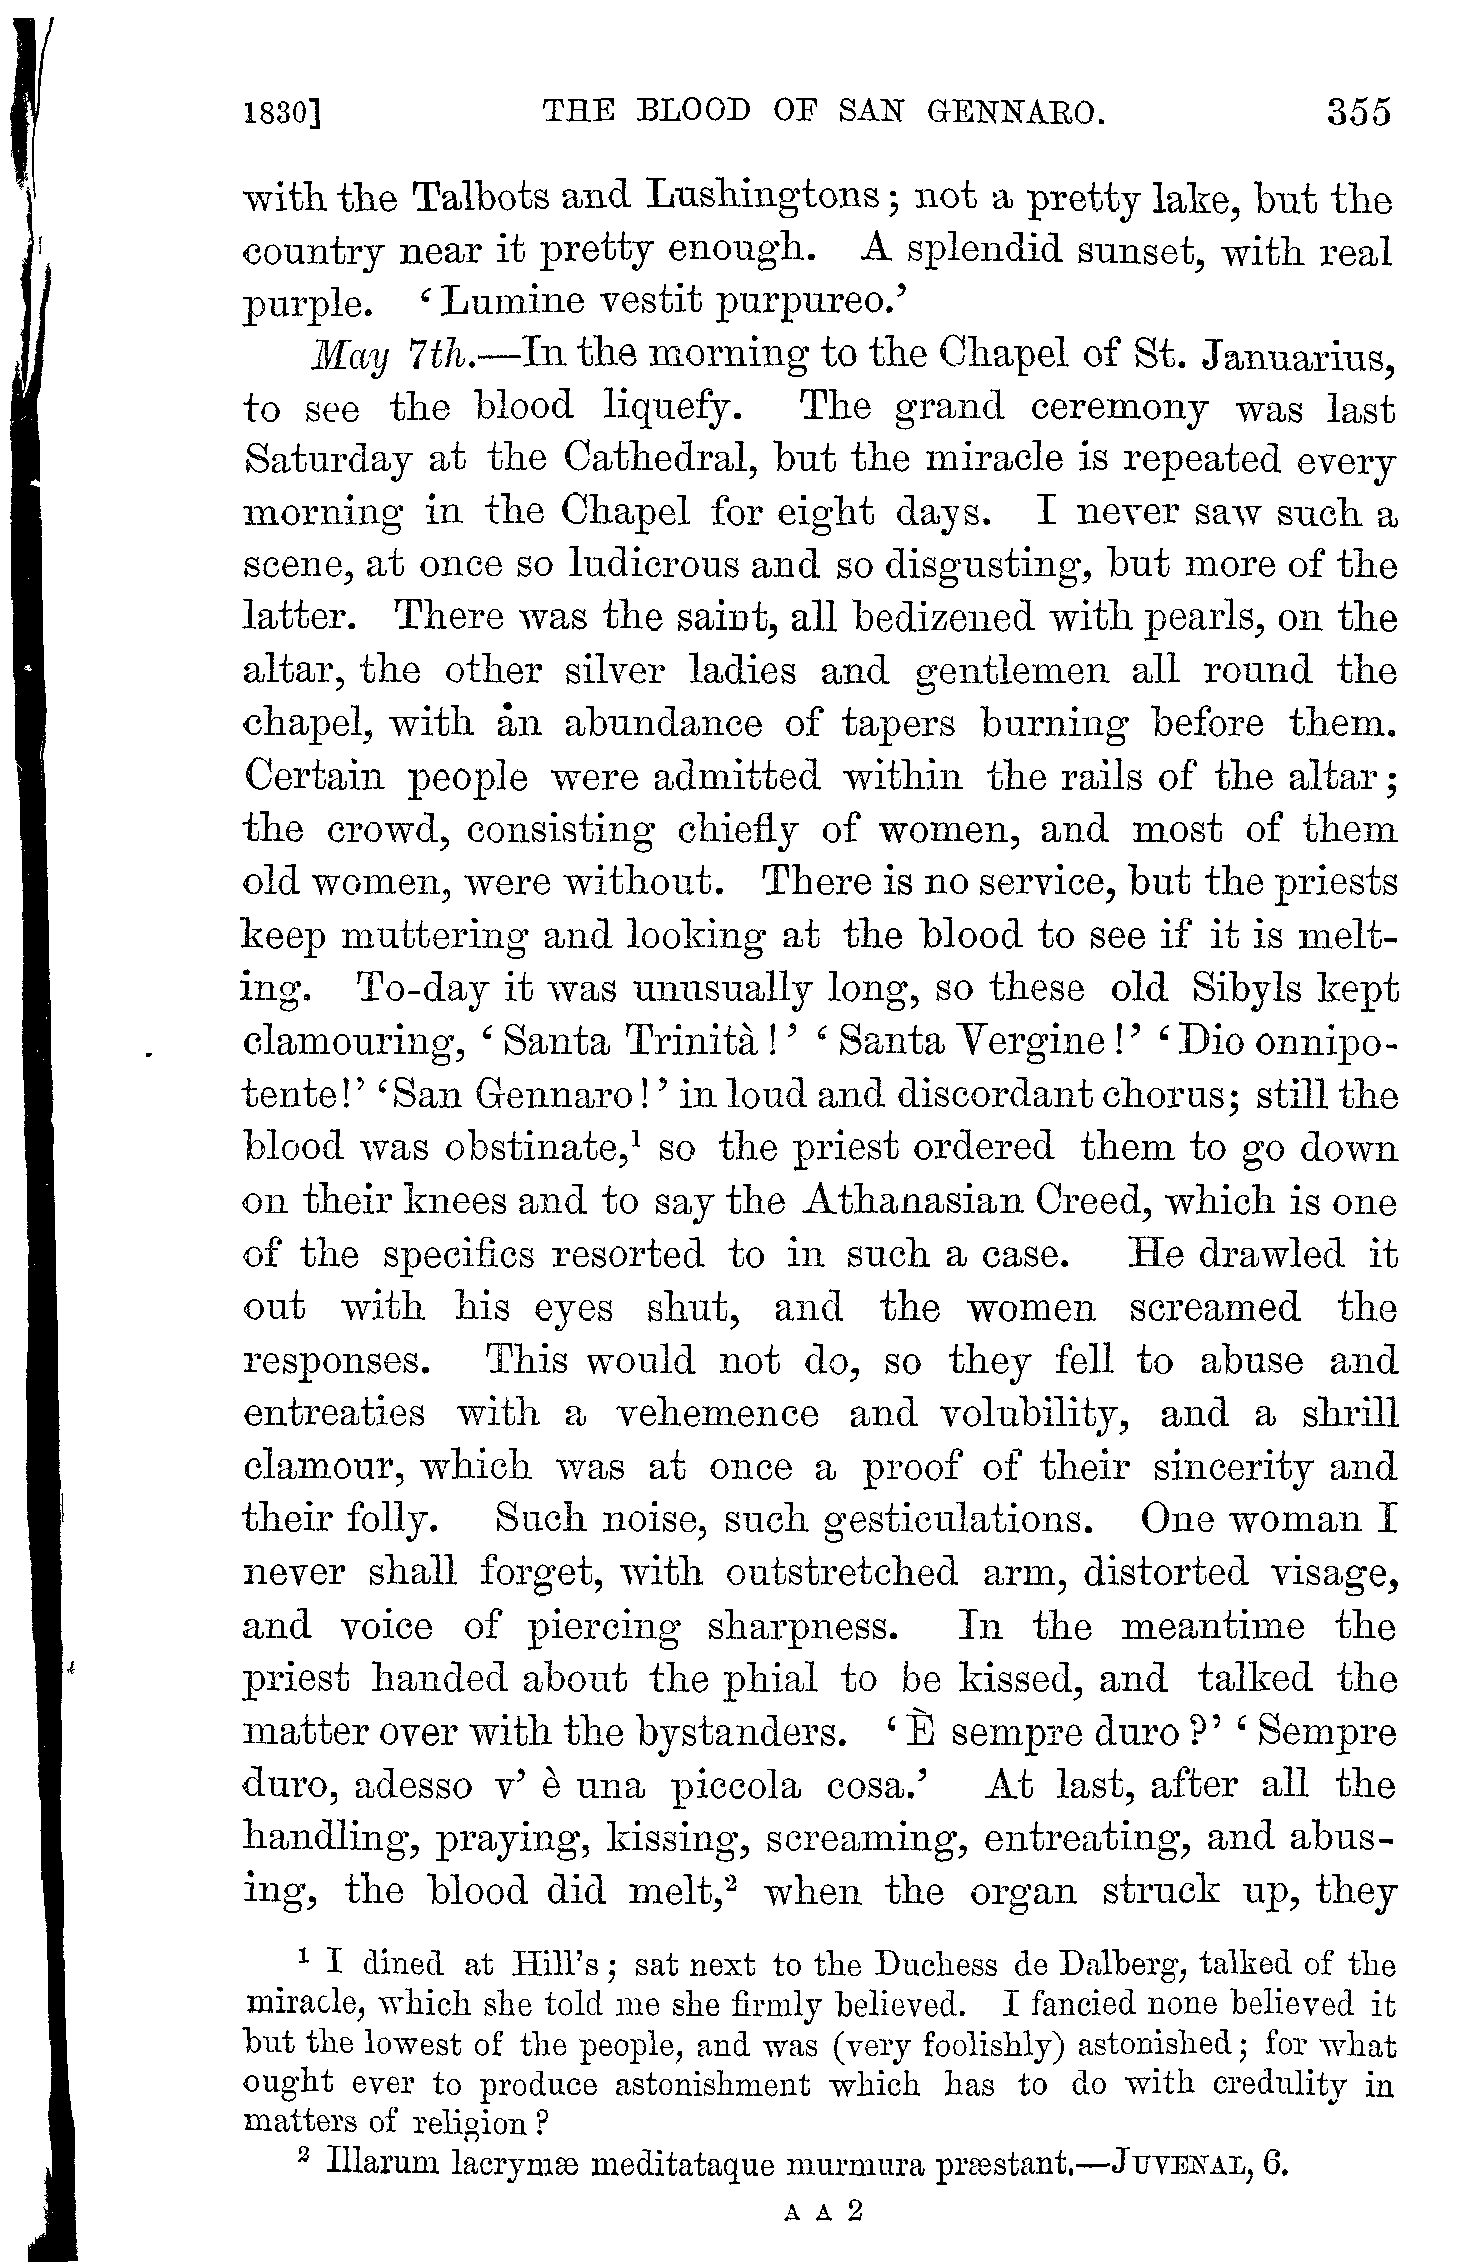 1830] THE BLOOD OF SAN GENNARO. 355
with the Talbots and Lushingtons; not a pretty lake, but the
country near it pretty enough. A splendid sunset, with real
purple. ‘Lumine vestit purpureo.’
May 7th.—In the morning to the Chapel of St. Januarius,
to see the blood liquefy. The grand ceremony was last
Saturday at the Cathedral, but the miracle is repeated every
morning in the Chapel for eight days. I never saw such a
scene, at once so ludicrous and so disgusting, but more of the
latter. There was the saint, all bedizened with pearls, on the
altar, the other silver ladies and gentlemen all round the
chapel, with an abundance of tapers burning before them.
Certain people were admitted within the rails of the altar;
the crowd, consisting chiefly of women, and most of them
old women, were without. There is no service, but the priests
keep muttering and looking at the blood to see if it is melt-
ing. To-day it was unusually long, so these old Sibyls kept
clamouring, ‘Santa Trinità!’ ‘Santa Vergine!’ ‘Dio onnipo-
tente!’ ‘San Gennaro!’ in loud and discordant chorus; still the
blood was obstinate,¹ so the priest ordered them to go down
on their knees and to say the Athanasian Creed, which is one
of the specifics resorted to in such a case. He drawled it
out with his eyes shut, and the women screamed the
responses. This would not do, so they fell to abuse and
entreaties with a vehemence and volubility, and a shrill
clamour, which was at once a proof of their sincerity and
their folly. Such noise, such gesticulations. One woman I
never shall forget, with outstretched arm, distorted visage,
and voice of piercing sharpness. In the meantime the
priest handed about the phial to be kissed, and talked the
matter over with the bystanders. ‘È sempre duro?’ ‘Sempre
duro, adesso v’ è una piccola cosa.’ At last, after all the
handling, praying, kissing, screaming, entreating, and abus-
ing, the blood did melt,² when the organ struck up, they
¹ I dined at Hill’s; sat next to the Duchess de Dalberg, talked of the
miracle, which she told me she firmly believed. I fancied none believed it
but the lowest of the people, and was (very foolishly) astonished; for what
ought ever to produce astonishment which has to do with credulity in
matters of religion?
² Illarum lacrymæ meditataque murmura præstant.—JUVENAL, 6.
A A 2